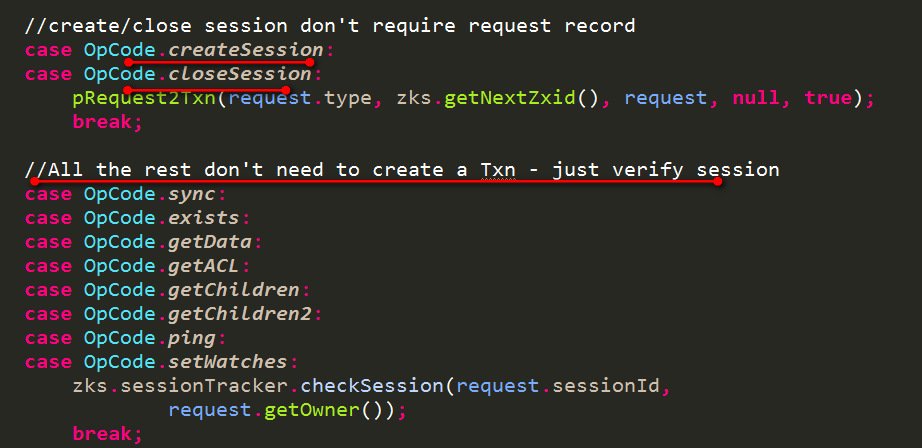 //create/close session don't require request record
case OpCode.createSession:
case OpCode.closeSession:
pRequest2Txn(request.type, zks.getNextZxid(), request, null, true);
break;
//All the rest don't need to create a Txn - just verify session
case OpCode.sync:
case OpCode.exists:
case OpCode.getData:
case OpCode.getACL:
case OpCode.getChildren:
case OpCode.getChildren2:
case OpCode.ping:
case OpCode.setWatches:
zks.sessionTracker.checkSession(request.sessionId,
request.getOwner());
break;